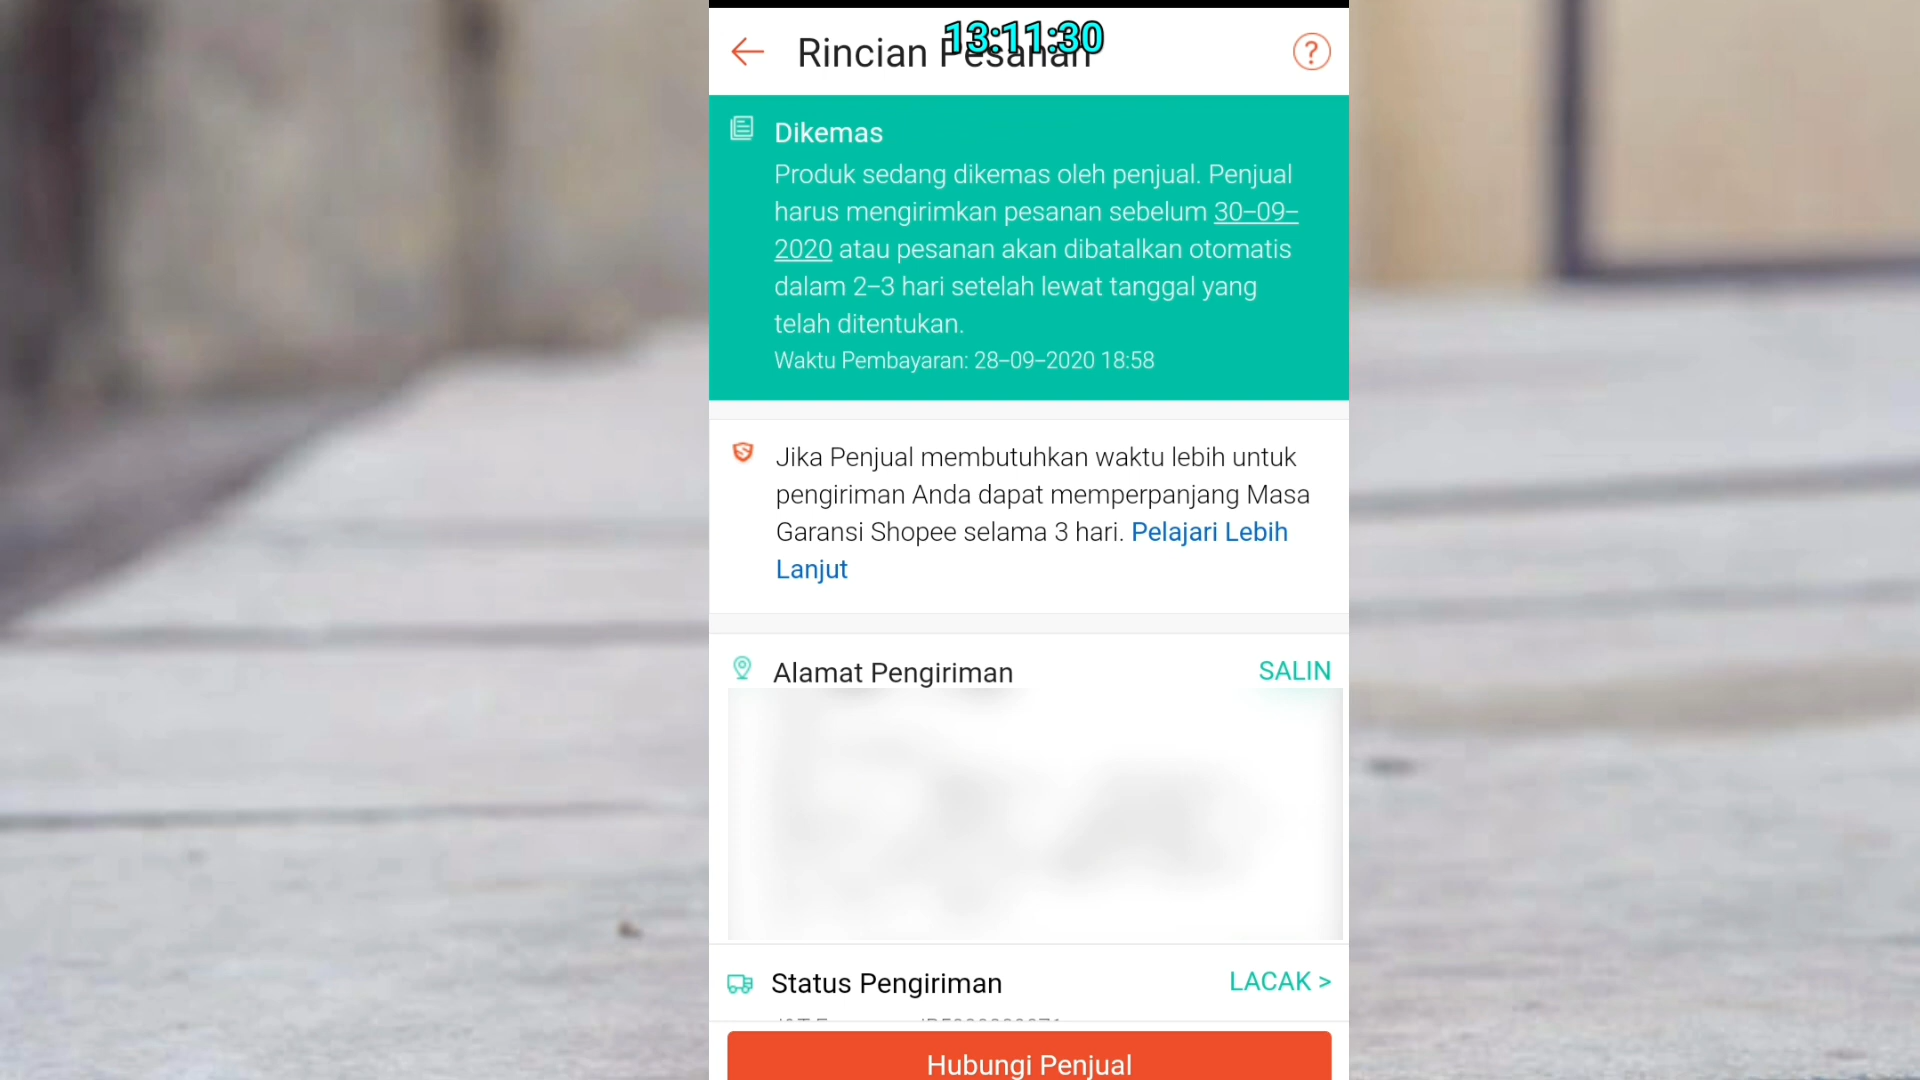 13:11:30
Rincian Pesanan
Dikemas
Produk sedang dikemas oleh penjual. Penjual
harus mengirimkan pesanan sebelum 30-09-
2020 atau pesanan akan dibatalkan otomatis
dalam 2-3 hari setelah lewat tanggal yang
telah ditentukan.
Waktu Pembayaran: 28-09-2020 18:58
Jika Penjual membutuhkan waktu lebih untuk
pengiriman Anda dapat memperpanjang Masa
Garansi Shopee selama 3 hari. Pelajari Lebih
Lanjut
Alamat Pengiriman SALIN
Status Pengiriman LACAK >
Hubungi Penjual